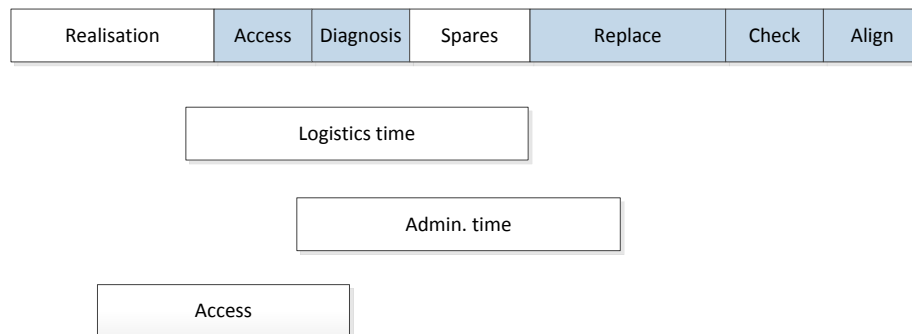 Realisation Access Diagnosis Spares Replace Check Align
Logistics time
Admin. time
Access